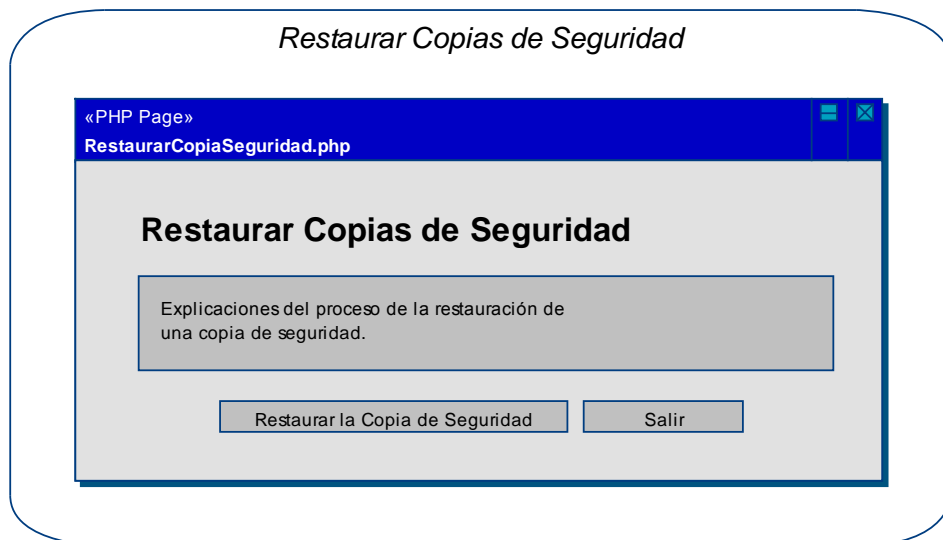 Restaurar Copias de Seguridad
«PHP Page»
RestaurarCopiaSeguridad.php
Restaurar Copias de Seguridad
Explicaciones del proceso de la restauración de
una copia de seguridad.
Restaurar la Copia de Seguridad
Salir